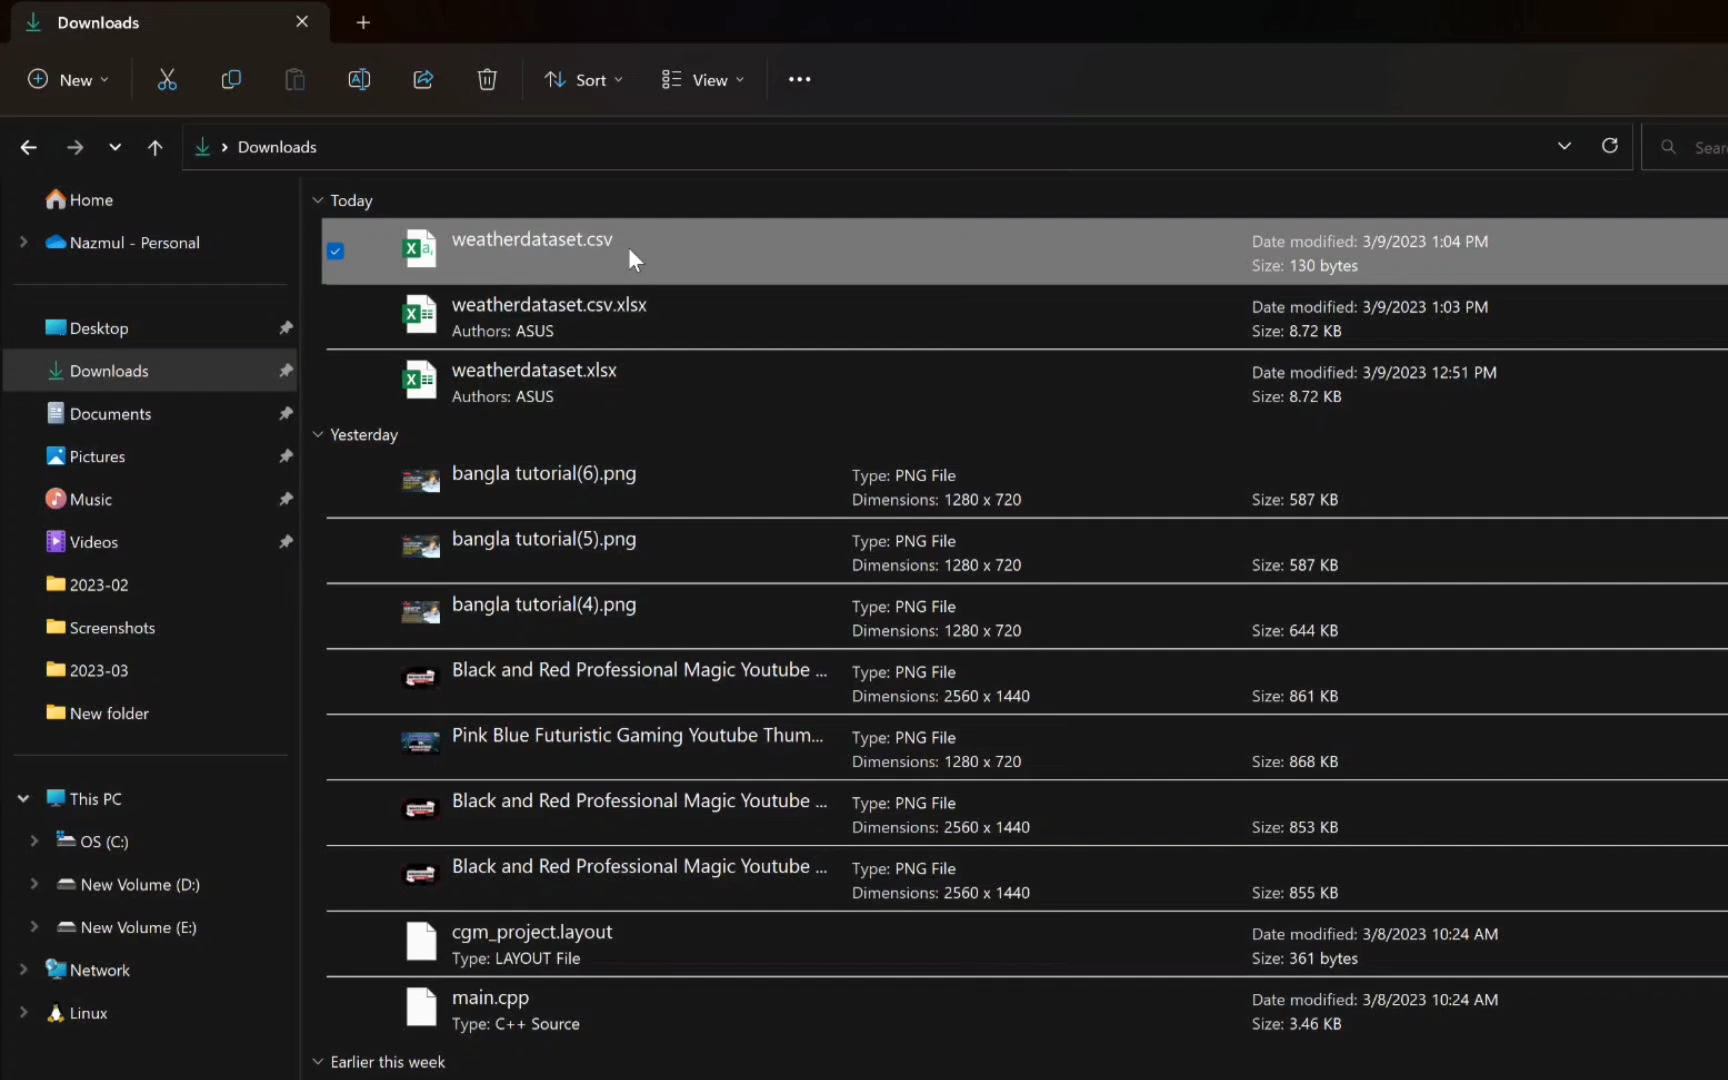 Downloads
New
Sort
View
Downloads
Home
Nazmul - Personal
Desktop
Downloads
Documents
Pictures
Music
Videos
2023-02
Screenshots
2023-03
New folder
This PC
OS (C:)
New Volume (D:)
New Volume (E:)
Network
Linux
Today
weatherdataset.csv
Date modified: 3/9/2023 1:04 PM
Size: 130 bytes
weatherdataset.csv.xlsx
Date modified: 3/9/2023 1:03 PM
Authors: ASUS
Size: 8.72 KB
weatherdataset.xlsx
Date modified: 3/9/2023 12:51 PM
Authors: ASUS
Size: 8.72 KB
Yesterday
bangla tutorial(6).png
Type: PNG File
Dimensions: 1280 x 720
Size: 587 KB
bangla tutorial(5).png
Type: PNG File
Dimensions: 1280 x 720
Size: 587 KB
bangla tutorial(4).png
Type: PNG File
Dimensions: 1280 x 720
Size: 644 KB
Black and Red Professional Magic Youtube ...
Type: PNG File
Dimensions: 2560 x 1440
Size: 861 KB
Pink Blue Futuristic Gaming Youtube Thum...
Type: PNG File
Dimensions: 1280 x 720
Size: 868 KB
Black and Red Professional Magic Youtube ...
Type: PNG File
Dimensions: 2560 x 1440
Size: 853 KB
Black and Red Professional Magic Youtube ...
Type: PNG File
Dimensions: 2560 x 1440
Size: 855 KB
cgm_project.layout
Date modified: 3/8/2023 10:24 AM
Type: LAYOUT File
Size: 361 bytes
main.cpp
Date modified: 3/8/2023 10:24 AM
Type: C++ Source
Size: 3.46 KB
Earlier this week